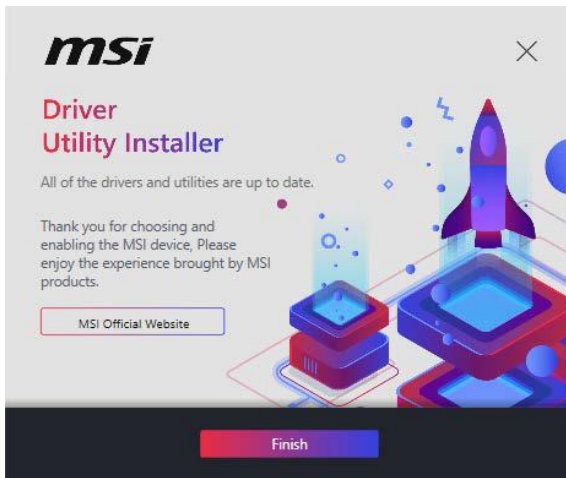 msi
Driver
Utility Installer
All of the drivers and utilities are up to date.
Thank you for choosing and
enabling the MSI device, Please
enjoy the experience brought by MSI
products.
MSI Official Website
Finish